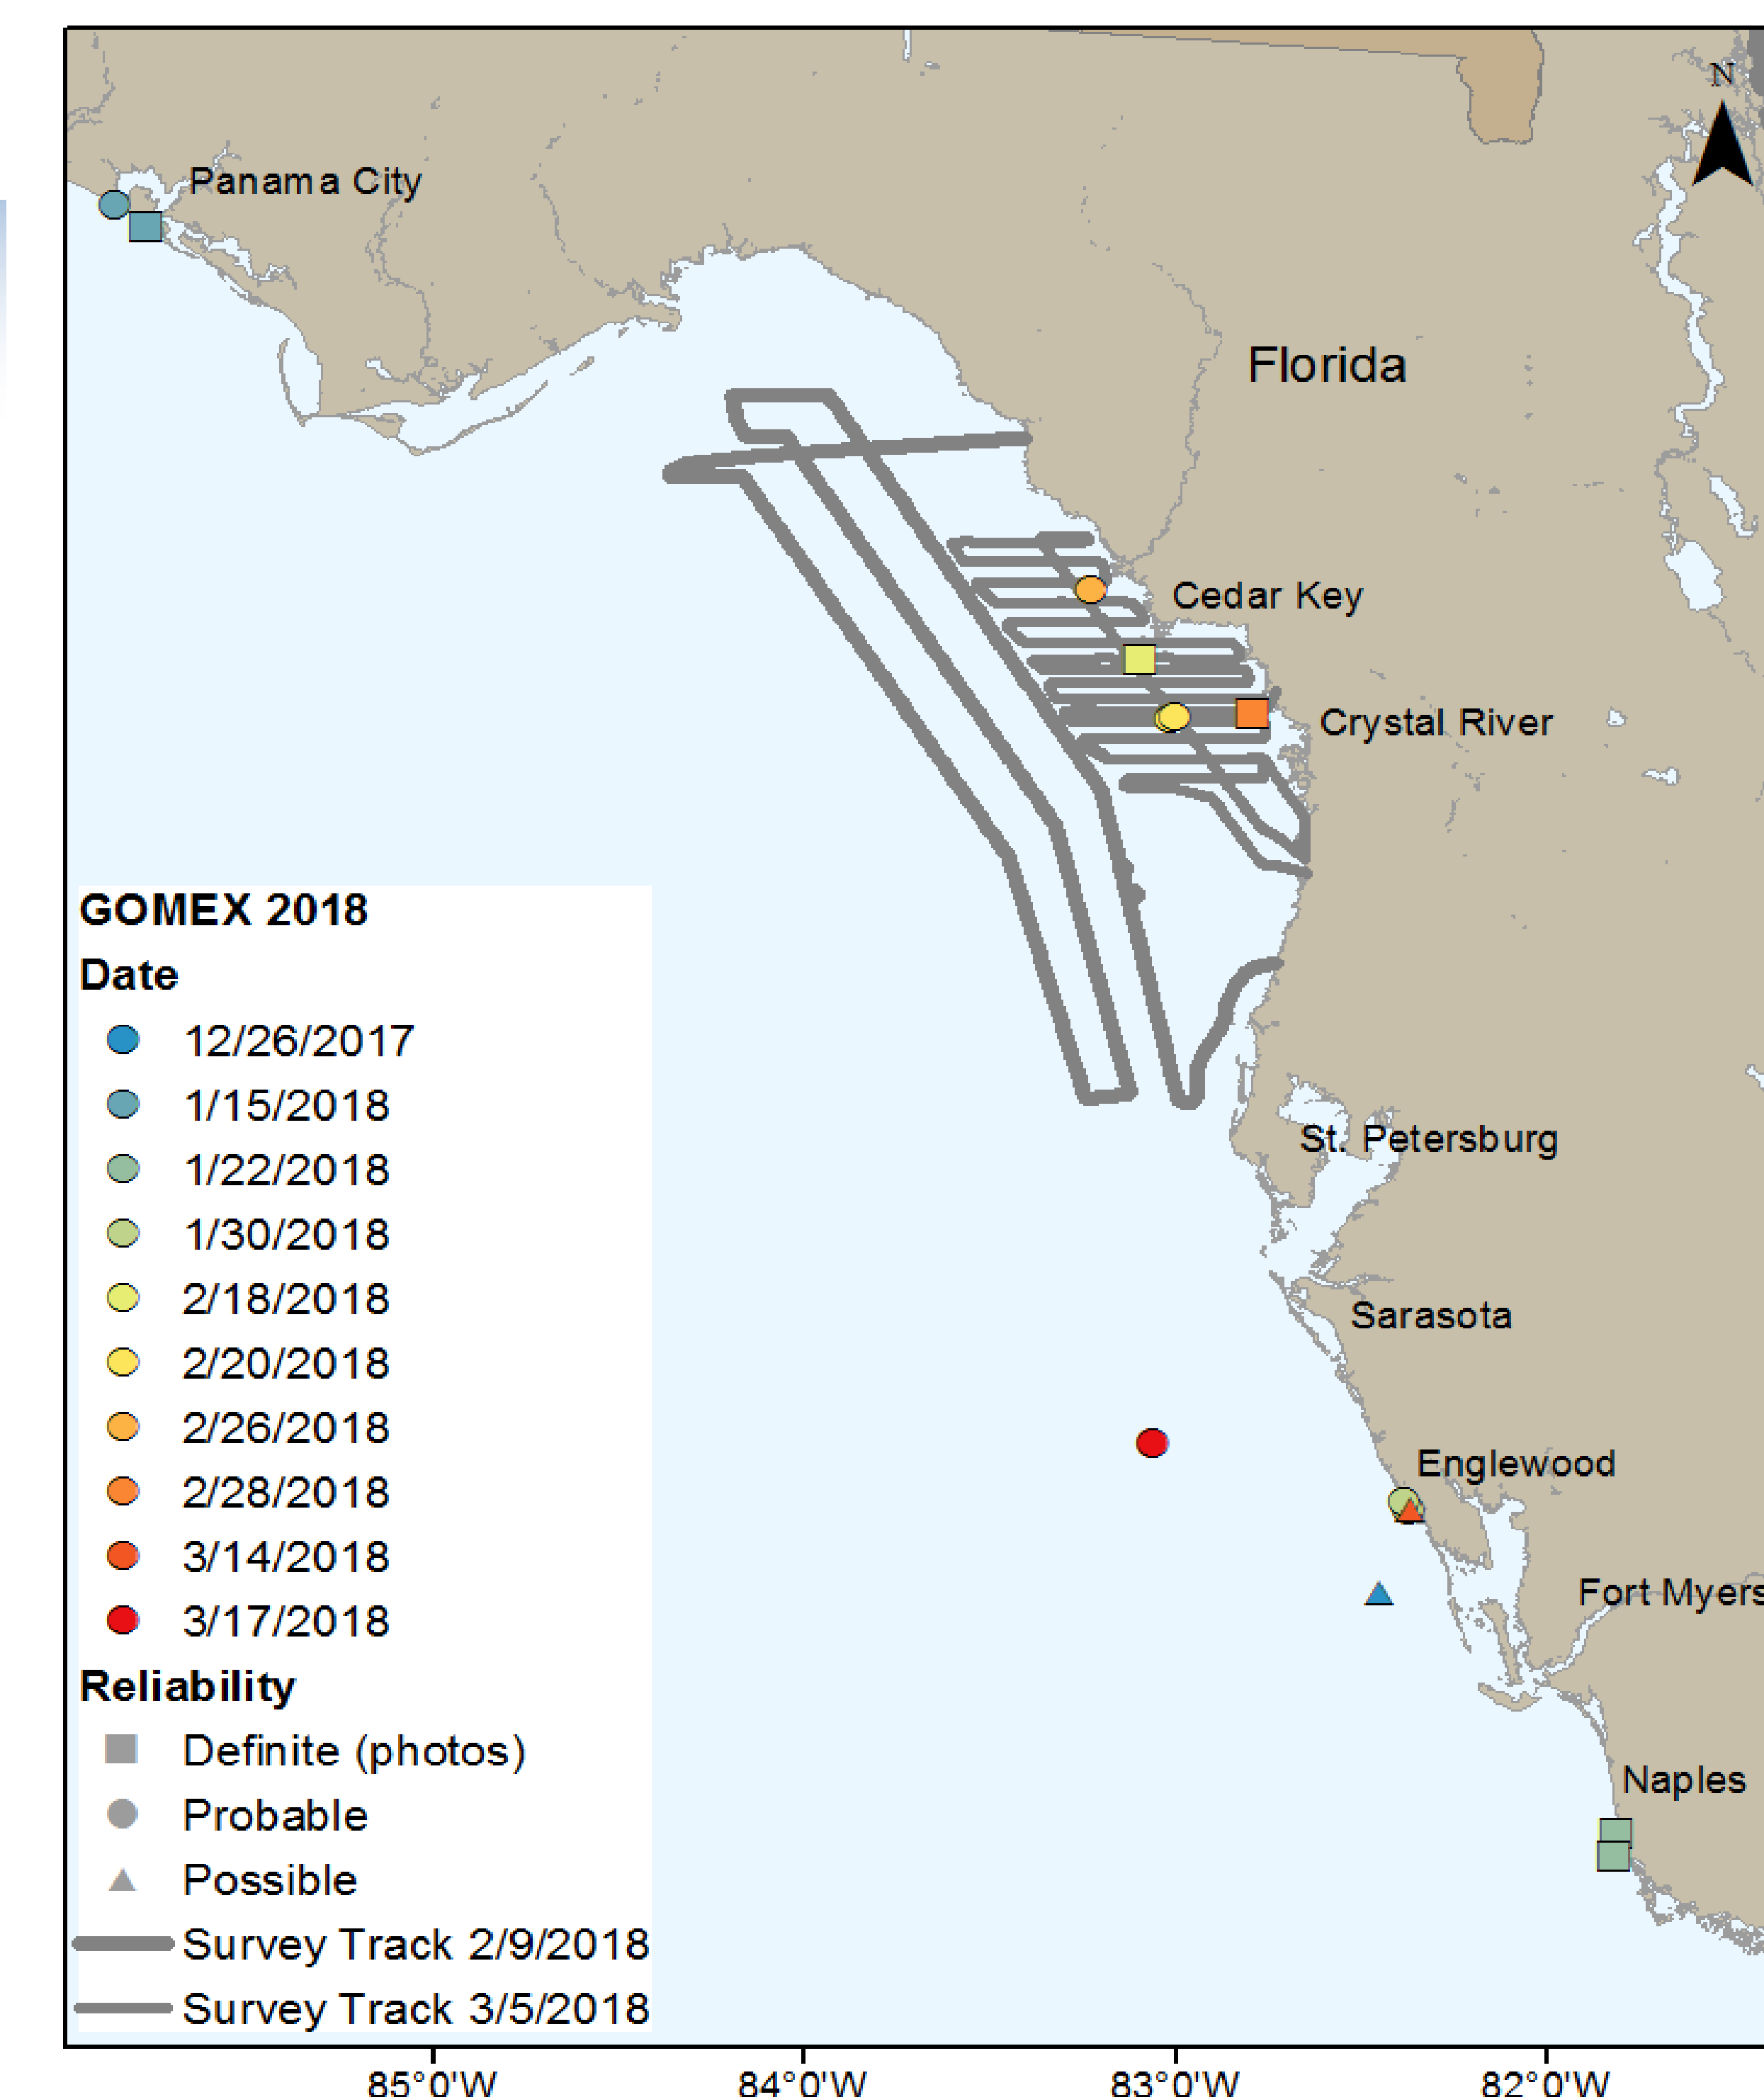 N
Panama City
Florida
Cedar Key
Crystal River
GOMEX 2018
Date
12/26/2017
1/15/2018
1/22/2018
1/30/2018
2/18/2018
2/20/2018
2/26/2018
2/28/2018
3/14/2018
3/17/2018
Reliability
Definite (photos)
Probable
Possible
Survey Track 2/9/2018
Survey Track 3/5/2018
St. Petersburg
Sarasota
Englewood
Fort Myers
Naples
85°0'W 84°0'W 83°0'W 82°0'W